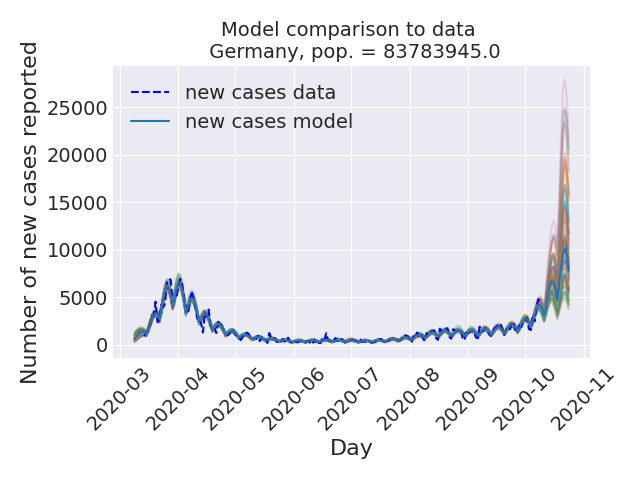 Model comparison to data
Germany, pop. = 83783945.0
Number of new cases reported
25000
20000
15000
10000
5000
0
new cases data
new cases model
2020-03
2020-04
2020-05
2020-06
2020-07
2020-08
2020-09
2020-10
2020-11
Day